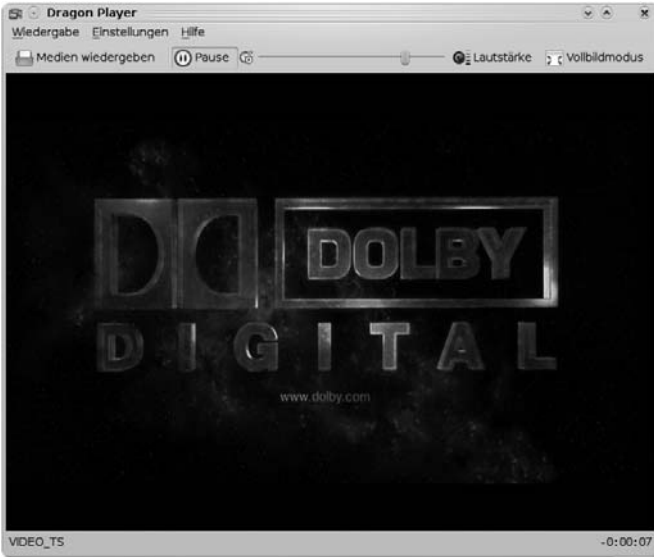 Dragon Player
Wiedergabe Einstellungen Hilfe
Medien wiedergeben Pause Lautstärke Vollbildmodus
DOLBY
DIGITAL
www.dolby.com
VIDEO_TS -0:00:07